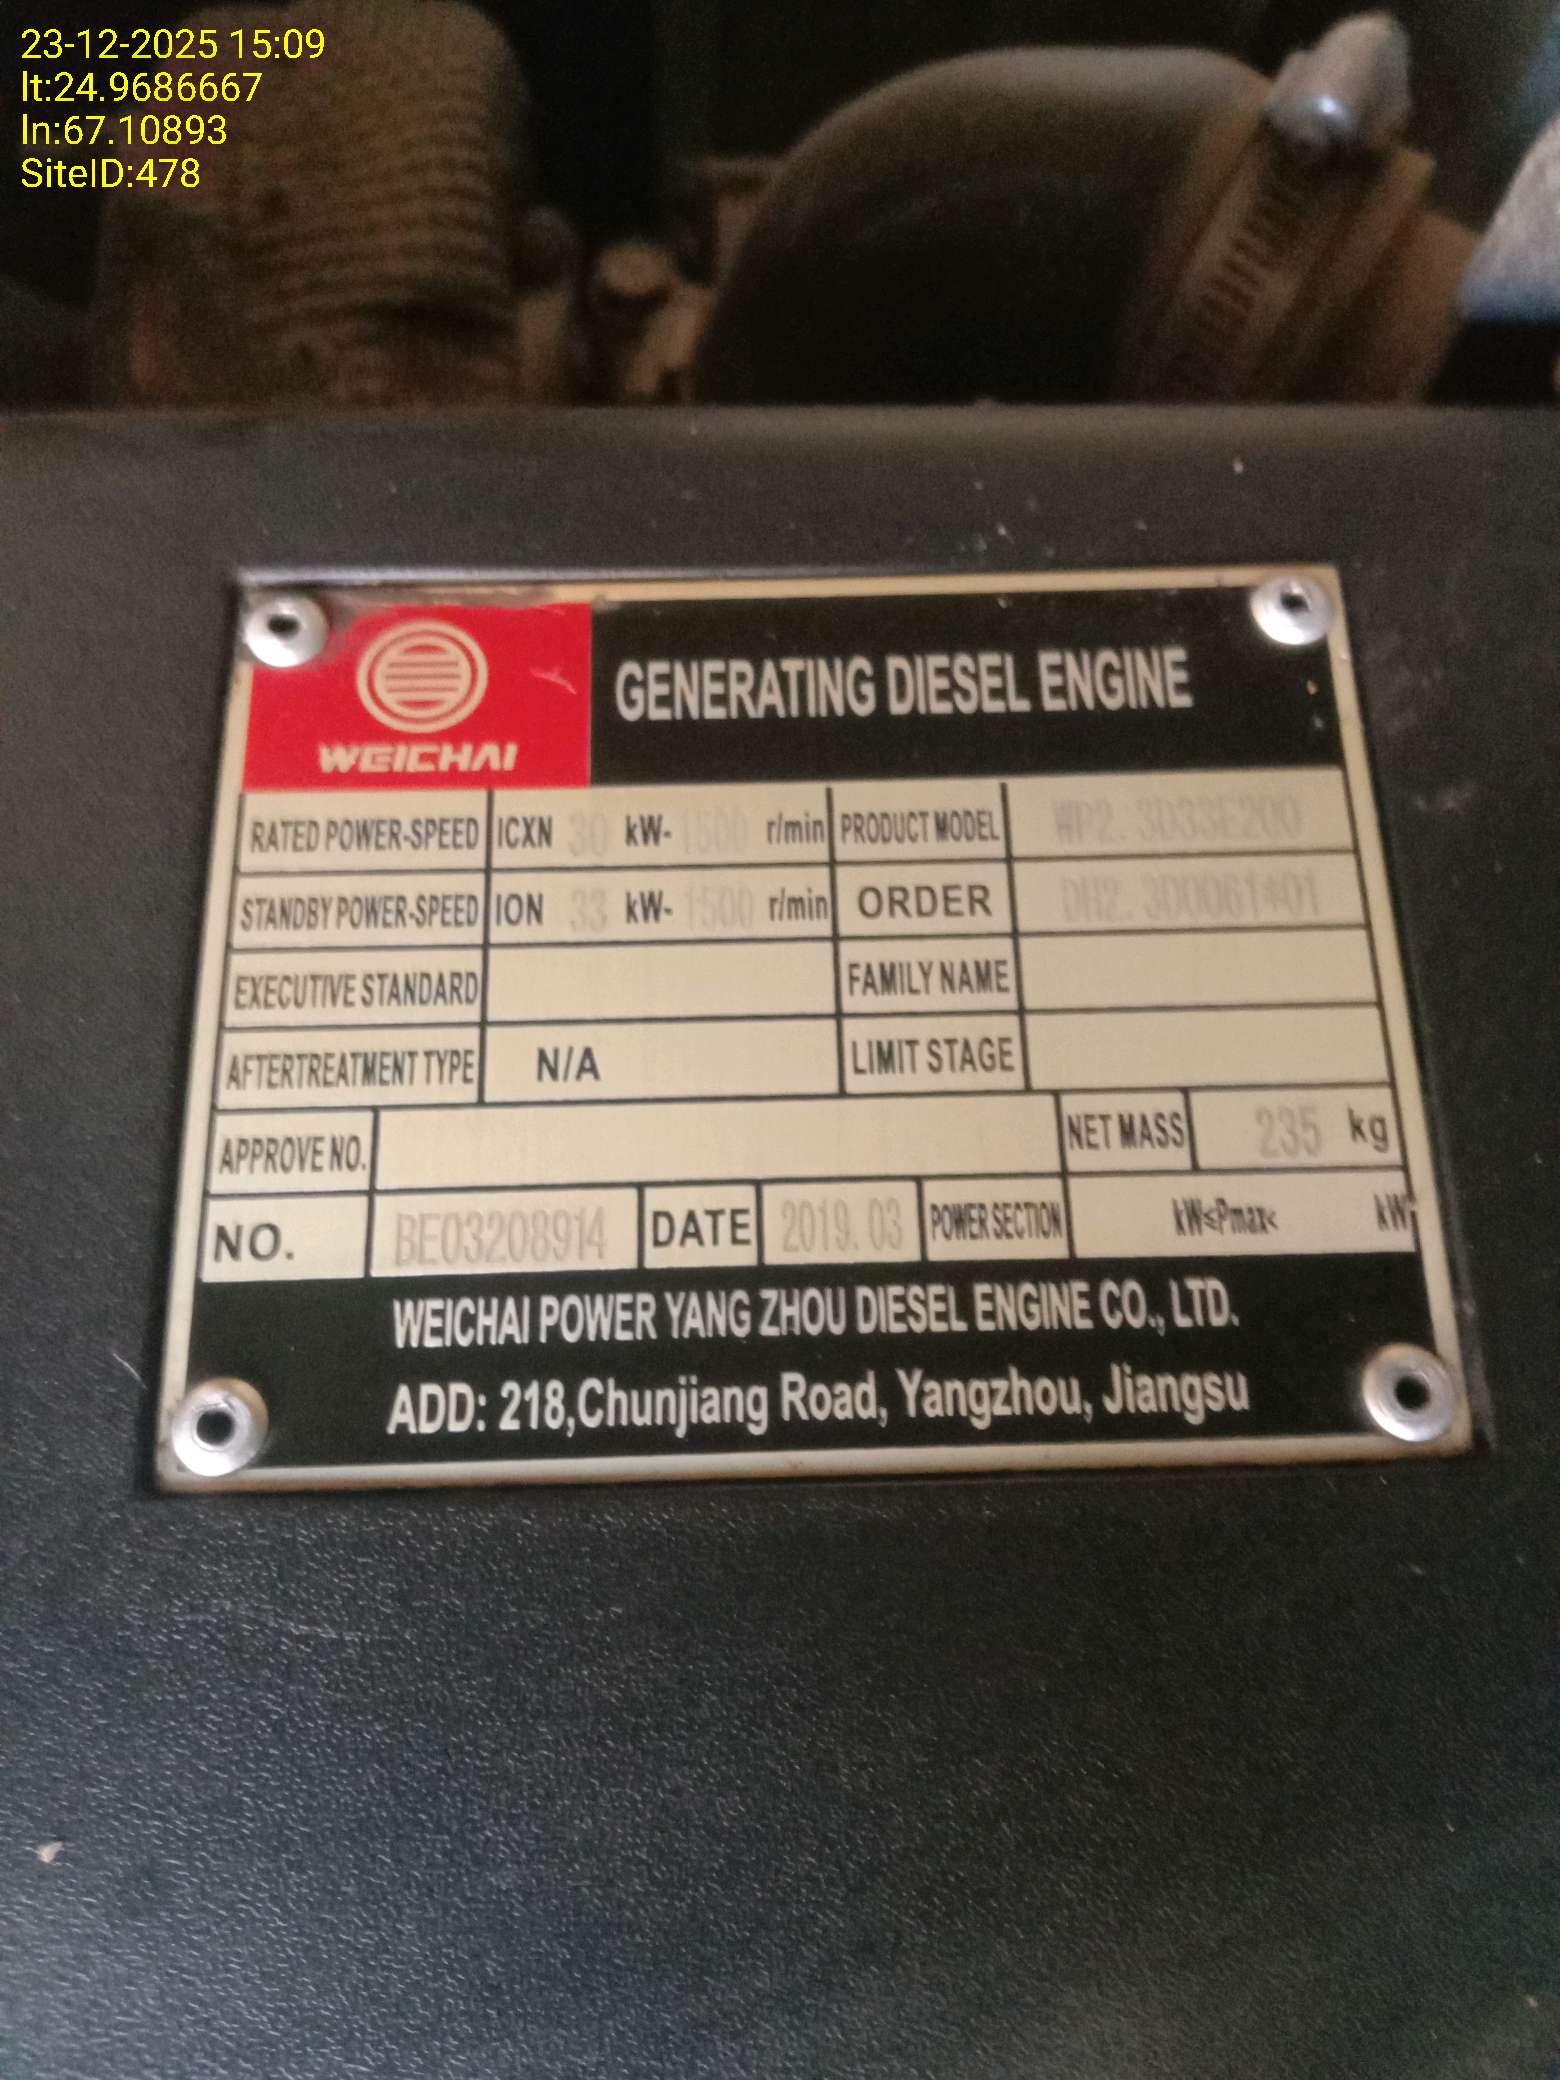 23-12-2025 15:09
lt:24.9686667
ln:67.10893
SiteID:478
WEICHAI
GENERATING DIESEL ENGINE
RATED POWER-SPEED ICXN 30 kW- 1500 r/min PRODUCT MODEL WP2.3D33E200
STANDBY POWER-SPEED ION 33 kW- 1500 r/min ORDER DH2.3D0061*01
EXECUTIVE STANDARD FAMILY NAME
AFTERTREATMENT TYPE N/A LIMIT STAGE
APPROVE NO. NET MASS 235 kg
NO. BE03208914 DATE 2019.03 POWER SECTION kW≤Pmax< kW
WEICHAI POWER YANG ZHOU DIESEL ENGINE CO., LTD.
ADD: 218,Chunjiang Road, Yangzhou, Jiangsu